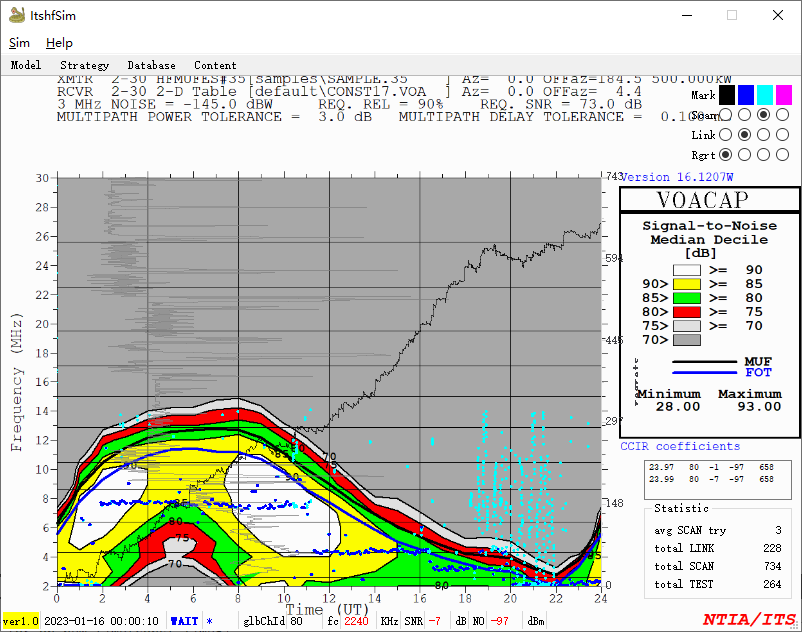 ItshfSim
Sim Help
Model Strategy Database Content
XMTR 2-30 HFMUFES#35[samples\SAMPLE.35 ] Az= 0.0 OFFaz=184.5 500.000kW
RCVR 2-30 2-D Table [default\CONST17.VOA ] Az= 0.0 OFFaz= 4.4
3 MHz NOISE = -145.0 dBW REQ. REL = 90% REQ. SNR = 73.0 dB
MULTIPATH POWER TOLERANCE = 3.0 dB MULTIPATH DELAY TOLERANCE = 0.100
Mark
Scan
Link
Rgrt
Version 16.1207W
VOACAP
Signal-to-Noise
Median Decile
[dB]
>= 90
90> >= 85
85> >= 80
80> >= 75
75> >= 70
70>
MUF
FOT
Minimum Maximum
28.00 93.00
CCIR coefficients
23.97 80 -1 -97 658
23.99 80 -7 -97 658
Statistic
avg SCAN try 3
total LINK 228
total SCAN 734
total TEST 264
Frequency (MHz)
30
28
26
24
22
20
18
16
14
12
10
8
6
4
2
743
594
445
297
148
0
70
75
85
90
90
85
80
75
70
80
0 2 4 6 8 10 12 14 16 18 20 22 24
Time (UT)
ver1.0 2023-01-16 00:00:10 WAIT * glbChId 80 fc 2240 KHz SNR -7 dB NO -97 dBm
NTIA/ITS